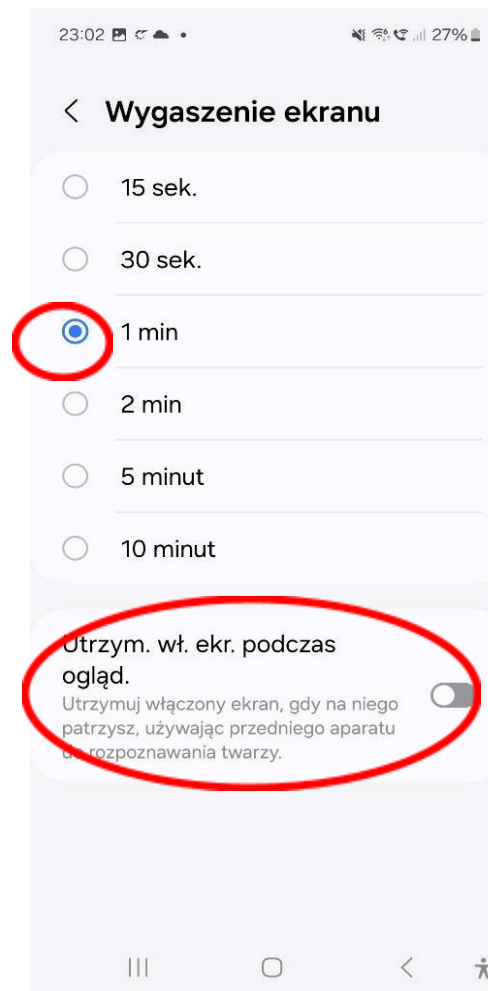 23:02 27%
Wygaszenie ekranu
15 sek.
30 sek.
1 min
2 min
5 minut
10 minut
Utrzym. wł. ekr. podczas
ogląd.
Utrzymuj włączony ekran, gdy na niego
patrzysz, używając przedniego aparatu
do rozpoznawania twarzy.